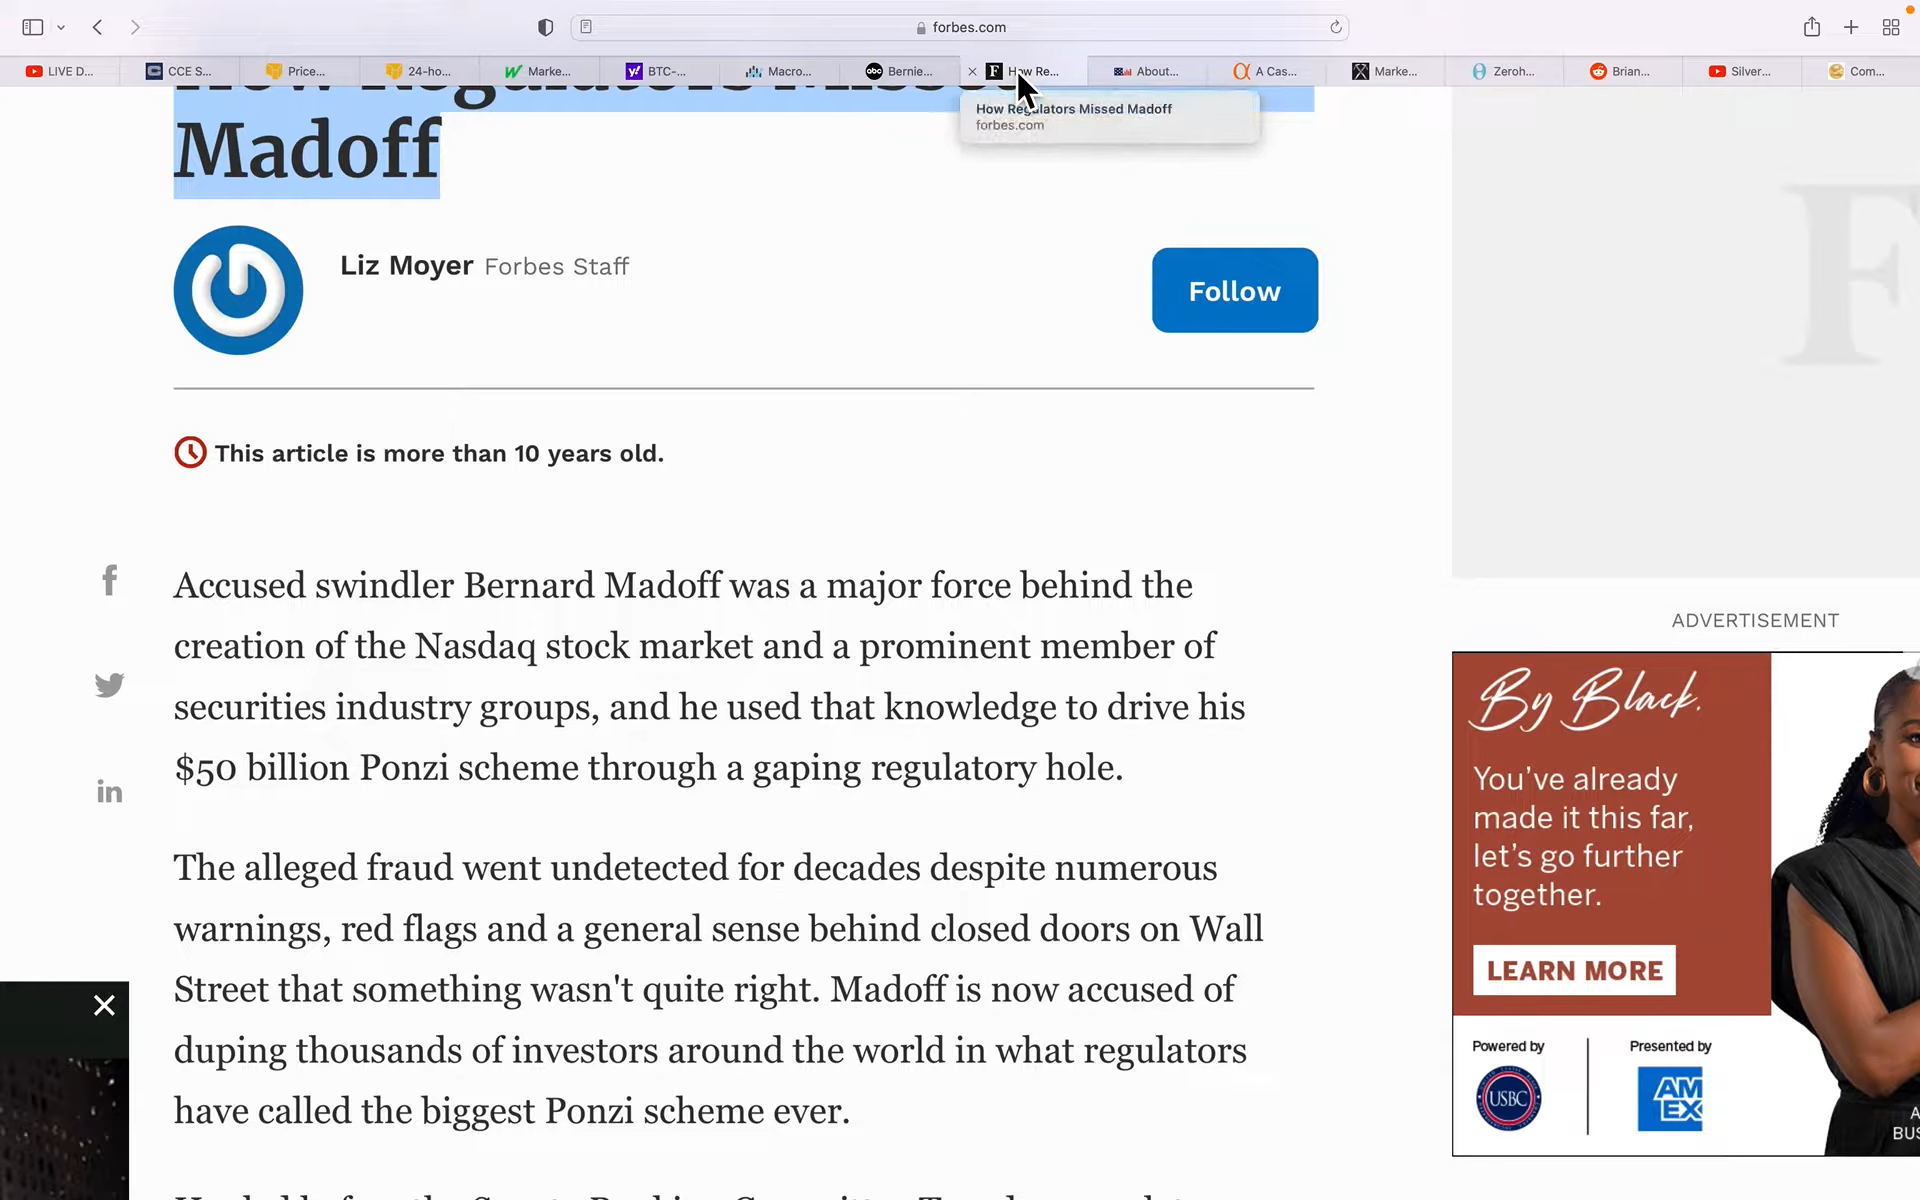 forbes.com
LIVE D...
CCE S...
Price...
24-ho...
Marke...
BTC-...
Macro...
Bernie...
How Re...
About...
A Cas...
Marke...
Zeroh...
Brian...
Silver...
Com...
How Regulators Missed
Madoff
How Regulators Missed Madoff
forbes.com
Liz Moyer Forbes Staff
Follow
This article is more than 10 years old.
Accused swindler Bernard Madoff was a major force behind the
creation of the Nasdaq stock market and a prominent member of
securities industry groups, and he used that knowledge to drive his
$50 billion Ponzi scheme through a gaping regulatory hole.
The alleged fraud went undetected for decades despite numerous
warnings, red flags and a general sense behind closed doors on Wall
Street that something wasn't quite right. Madoff is now accused of
duping thousands of investors around the world in what regulators
have called the biggest Ponzi scheme ever.
ADVERTISEMENT
By Black.
You've already
made it this far,
let's go further
together.
LEARN MORE
Powered by
Presented by
USBC
AM
EX